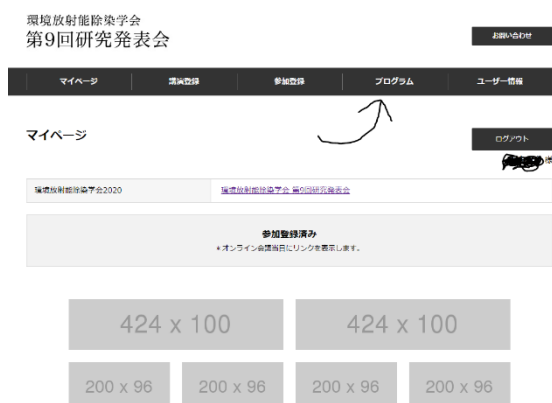 環境放射能除染学会
第9回研究発表会
お問い合わせ
マイページ
講演登録
参加登録
プログラム
ユーザー情報
マイページ
ログアウト
様
環境放射能除染学会2020
環境放射能除染学会 第9回研究発表会
参加登録済み
*オンライン会議当日にリンクを表示します。
424 x 100
424 x 100
200 x 96
200 x 96
200 x 96
200 x 96